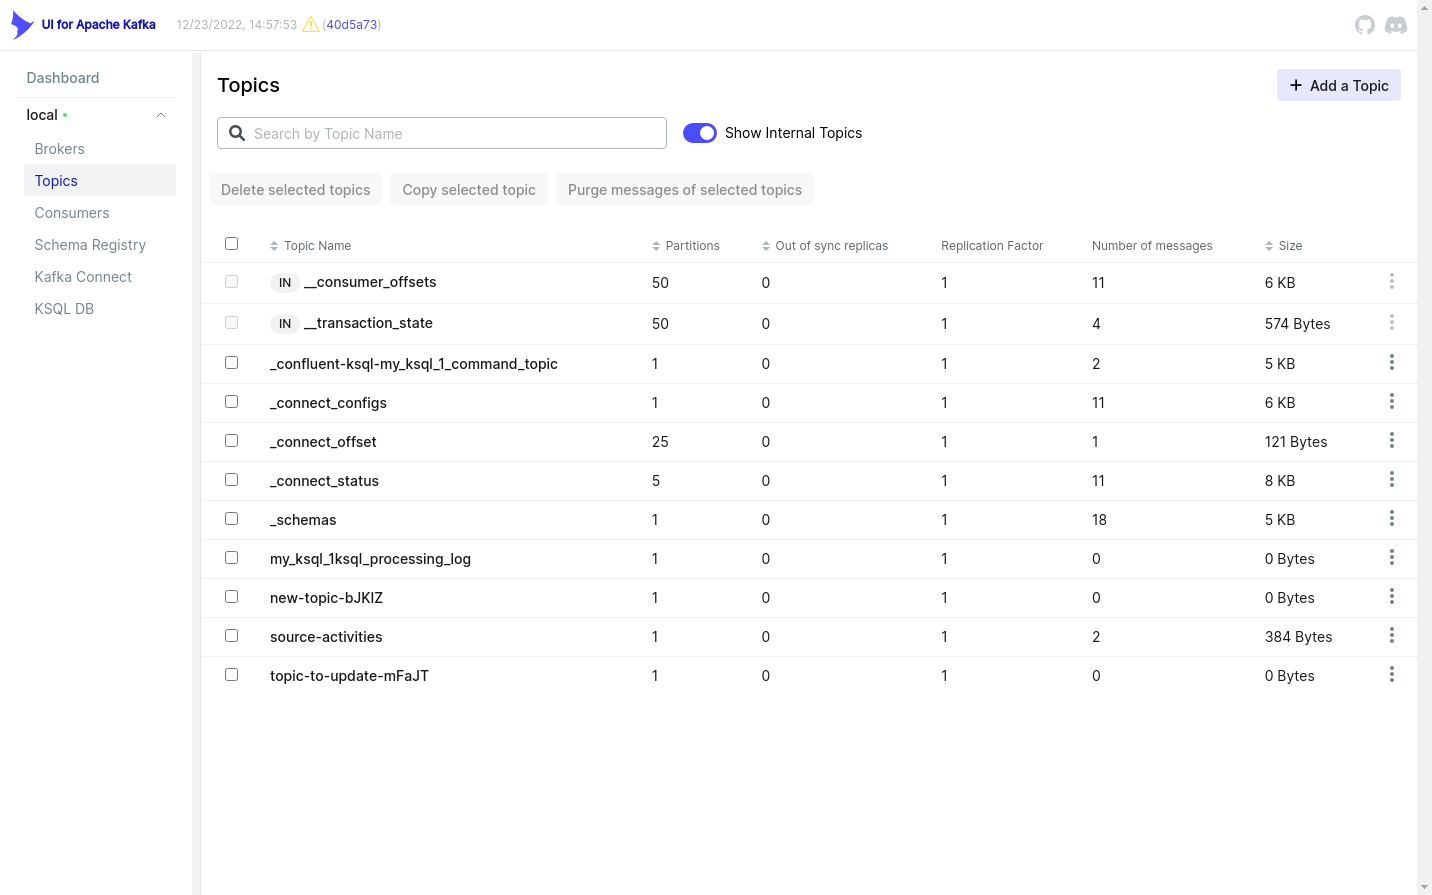 UI for Apache Kafka 12/23/2022, 14:57:53 (40d5a73)
Dashboard
local
Brokers
Topics
Consumers
Schema Registry
Kafka Connect
KSQL DB
Topics
Add a Topic
Search by Topic Name
Show Internal Topics
Delete selected topics Copy selected topic Purge messages of selected topics
Topic Name Partitions Out of sync replicas Replication Factor Number of messages Size
IN __consumer_offsets 50 0 1 11 6 KB
IN __transaction_state 50 0 1 4 574 Bytes
_confluent-ksql-my_ksql_1_command_topic 1 0 1 2 5 KB
_connect_configs 1 0 1 11 6 KB
_connect_offset 25 0 1 1 121 Bytes
_connect_status 5 0 1 11 8 KB
_schemas 1 0 1 18 5 KB
my_ksql_1ksql_processing_log 1 0 1 0 0 Bytes
new-topic-bJKIZ 1 0 1 0 0 Bytes
source-activities 1 0 1 2 384 Bytes
topic-to-update-mFaJT 1 0 1 0 0 Bytes